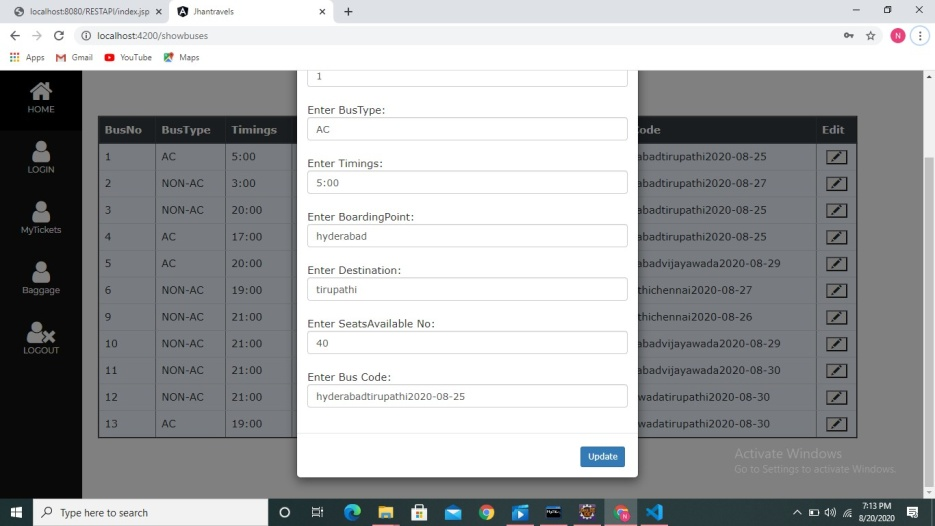 localhost:8080/RESTAPI/index.jsp
Jhantravels
localhost:4200/showbuses
N
Apps Gmail YouTube Maps
HOME
LOGIN
MyTickets
Baggage
LOGOUT
BusNo BusType Timings Code Edit
1 AC 5:00 abadtirupathi2020-08-25
2 NON-AC 3:00 abadtirupathi2020-08-27
3 NON-AC 20:00 abadtirupathi2020-08-25
4 AC 17:00 abadtirupathi2020-08-25
5 AC 20:00 abadvijayawada2020-08-29
6 NON-AC 19:00 thichennai2020-08-27
9 NON-AC 21:00 thichennai2020-08-26
10 NON-AC 21:00 abadvijayawada2020-08-29
11 NON-AC 21:00 abadvijayawada2020-08-30
12 NON-AC 21:00 wadatirupathi2020-08-30
13 AC 19:00 wadatirupathi2020-08-30
1
Enter BusType:
AC
Enter Timings:
5:00
Enter BoardingPoint:
hyderabad
Enter Destination:
tirupathi
Enter SeatsAvailable No:
40
Enter Bus Code:
hyderabadtirupathi2020-08-25
Update
Activate Windows
Go to Settings to activate Windows.
Type here to search
7:13 PM
8/20/2020